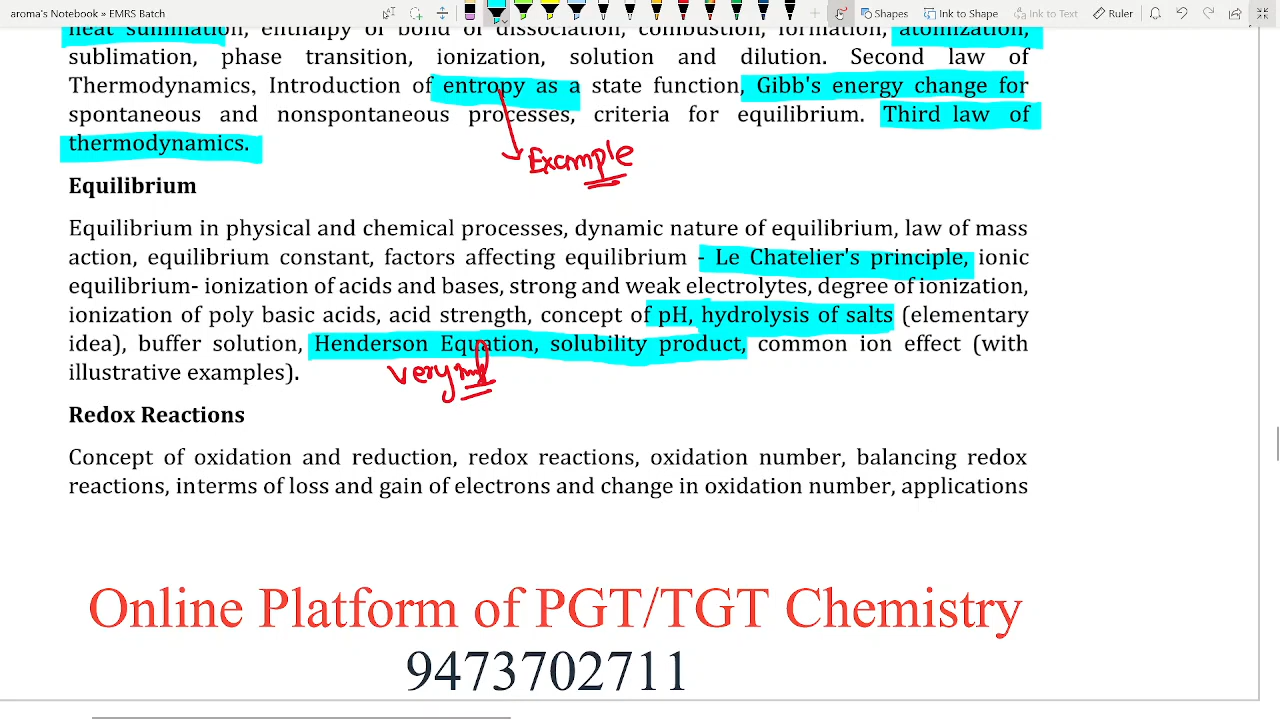 aroma's Notebook » EMRS Batch
Shapes Ink to Shape Ink to Text Ruler
heat summation, enthalpy of bond of dissociation, combustion, formation, atomization,
sublimation, phase transition, ionization, solution and dilution. Second law of
Thermodynamics, Introduction of entropy as a state function, Gibb's energy change for
spontaneous and nonspontaneous processes, criteria for equilibrium. Third law of
thermodynamics.
Example
Equilibrium
Equilibrium in physical and chemical processes, dynamic nature of equilibrium, law of mass
action, equilibrium constant, factors affecting equilibrium - Le Chatelier's principle, ionic
equilibrium- ionization of acids and bases, strong and weak electrolytes, degree of ionization,
ionization of poly basic acids, acid strength, concept of pH, hydrolysis of salts (elementary
idea), buffer solution, Henderson Equation, solubility product, common ion effect (with
illustrative examples).
very
Redox Reactions
Concept of oxidation and reduction, redox reactions, oxidation number, balancing redox
reactions, interms of loss and gain of electrons and change in oxidation number, applications
Online Platform of PGT/TGT Chemistry
9473702711